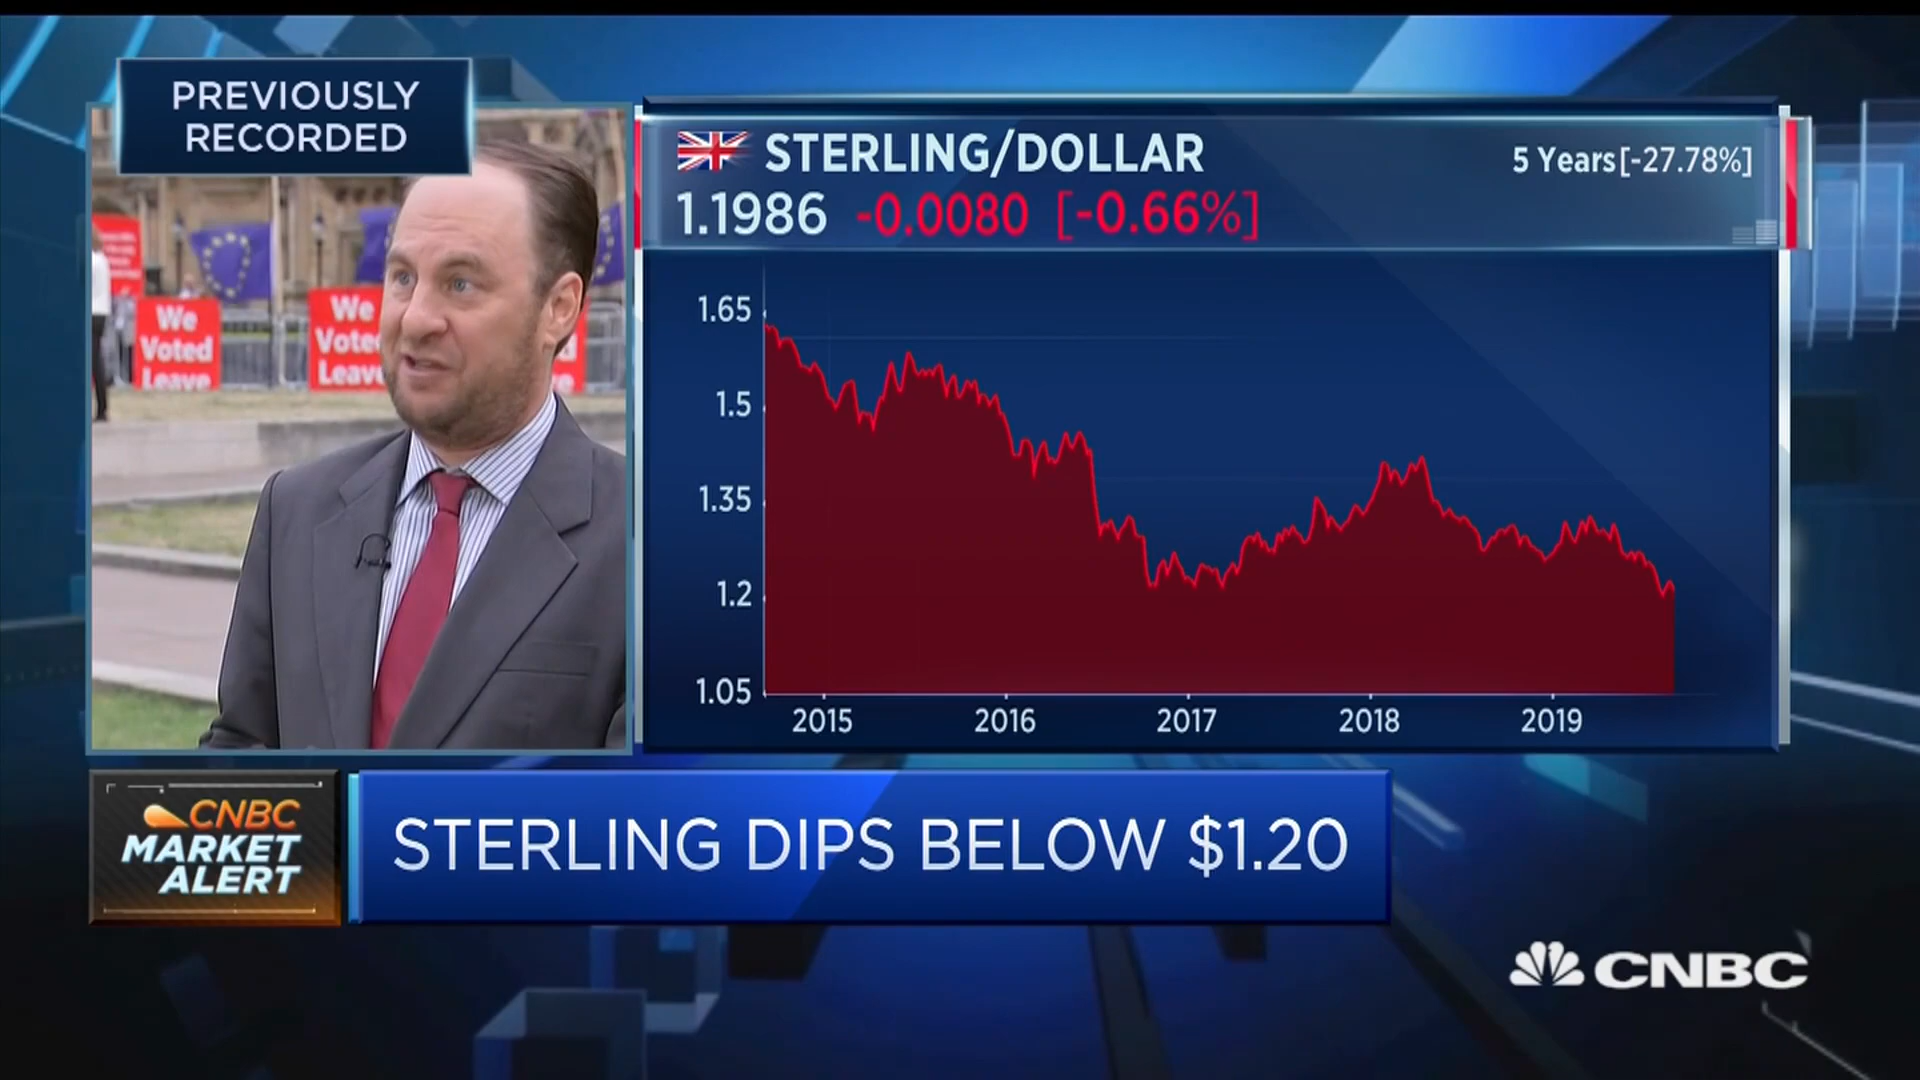 PREVIOUSLY
RECORDED
We
Voted
Leave
We
Vote
Leave
STERLING/DOLLAR
5 Years[-27.78%]
1.1986 -0.0080 [-0.66%]
1.65
1.5
1.35
1.2
1.05
2015 2016 2017 2018 2019
CNBC
MARKET
ALERT
STERLING DIPS BELOW $1.20
CNBC